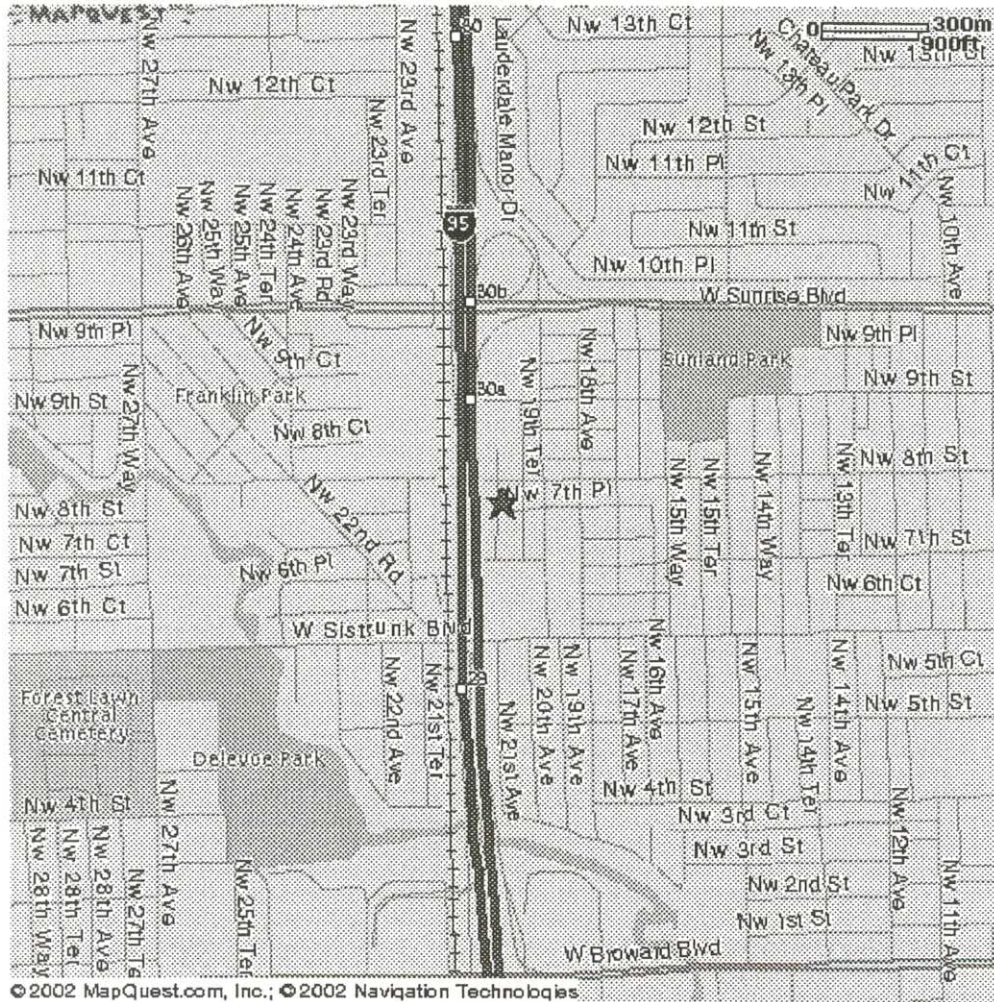 MAPQUEST
0 300m
900ft
Nw 27th Ave
Nw 12th Ct
Nw 23rd Ave
Lauderdale Manor Dr
Nw 13th Ct
Chateau Park Dr
Nw 13th Ct
Nw 13th Pl
Nw 12th St
Nw 11th Pl
Nw 11th Ct
Nw 11th Ct
Nw 23rd Ter
Nw 26th Ave
Nw 25th Way
Nw 25th Ave
Nw 24th Ter
Nw 24th Ave
Nw 23rd Rd
Nw 23rd Way
95
Nw 11th St
Nw 10th Ave
Nw 10th Pl
30b
W Sunrise Blvd
Nw 9th Pl
Nw 9th Ct
Nw 19th Ter
Nw 18th Ave
Sunland Park
Nw 9th Pl
Nw 9th St
Nw 27th Way
Franklin Park
30a
Nw 9th St
Nw 8th Ct
Nw 8th St
Nw 22nd Rd
Nw 7th Pl
Nw 15th Way
Nw 15th Ter
Nw 14th Way
Nw 13th Ter
Nw 8th St
Nw 7th Ct
Nw 7th St
Nw 7th St
Nw 6th Pl
Nw 6th Ct
Nw 6th Ct
W Sistrunk Blvd
Nw 22nd Ave
Nw 21st Ter
29
Nw 21st Ave
Nw 20th Ave
Nw 19th Ave
Nw 17th Ave
Nw 16th Ave
Nw 15th Ave
Nw 14th Ter
Nw 14th Ave
Nw 5th Ct
Nw 5th St
Forest Lawn
Central
Cemetery
Delevoe Park
Nw 4th St
Nw 4th St
Nw 3rd Ct
Nw 3rd St
Nw 2nd St
Nw 1st St
Nw 28th Way
Nw 28th Ter
Nw 28th Ave
Nw 27th Ter
Nw 27th Ave
Nw 25th Ter
Nw 12th Ave
Nw 11th Ave
W Broward Blvd
©2002 MapQuest.com, Inc.; ©2002 Navigation Technologies